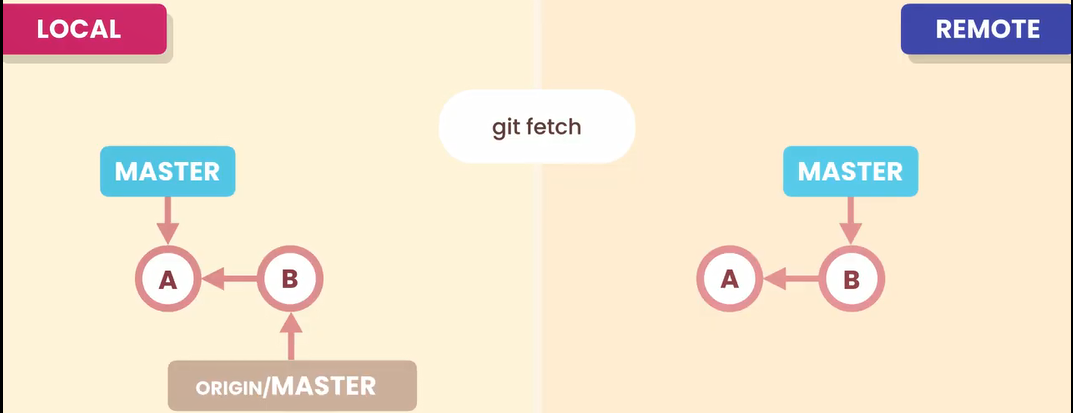 LOCAL
REMOTE
git fetch
MASTER
MASTER
A
B
A
B
ORIGIN/MASTER